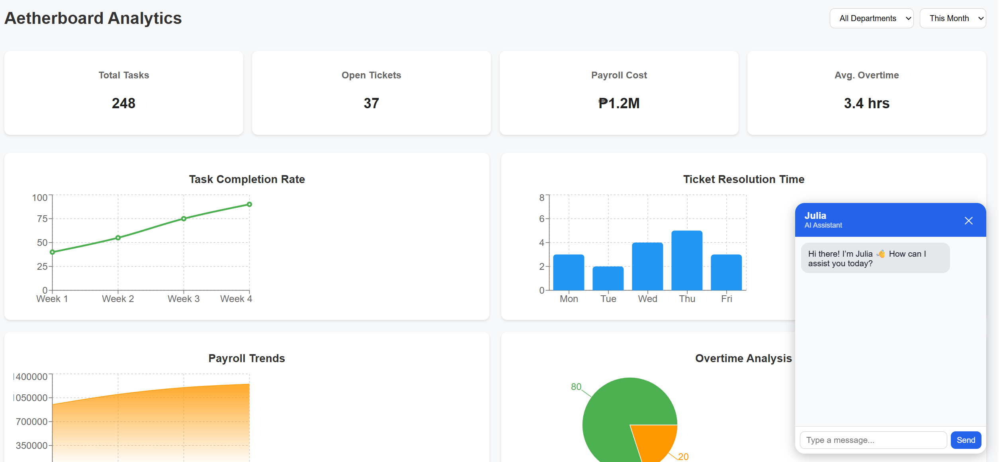 Aetherboard Analytics
All Departments
This Month
Total Tasks
248
Open Tickets
37
Payroll Cost
₱1.2M
Avg. Overtime
3.4 hrs
Task Completion Rate
100
75
50
25
0
Week 1 Week 2 Week 3 Week 4
Ticket Resolution Time
8
6
4
2
0
Mon Tue Wed Thu Fri
Payroll Trends
1400000
1050000
700000
350000
Overtime Analysis
80
20
Julia
AI Assistant
Hi there! I’m Julia 👋 How can I
assist you today?
Type a message...
Send